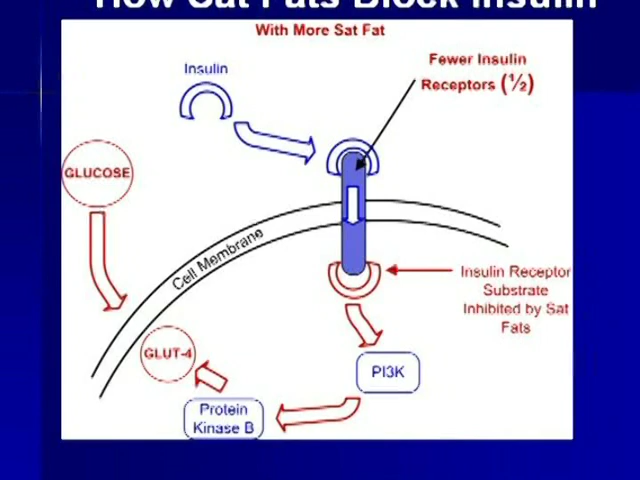 How Sat Fats Block Insulin
With More Sat Fat
Fewer Insulin
Receptors (½)
Insulin
GLUCOSE
Cell Membrane
Insulin Receptor
Substrate
Inhibited by Sat
Fats
GLUT-4
PI3K
Protein
Kinase B